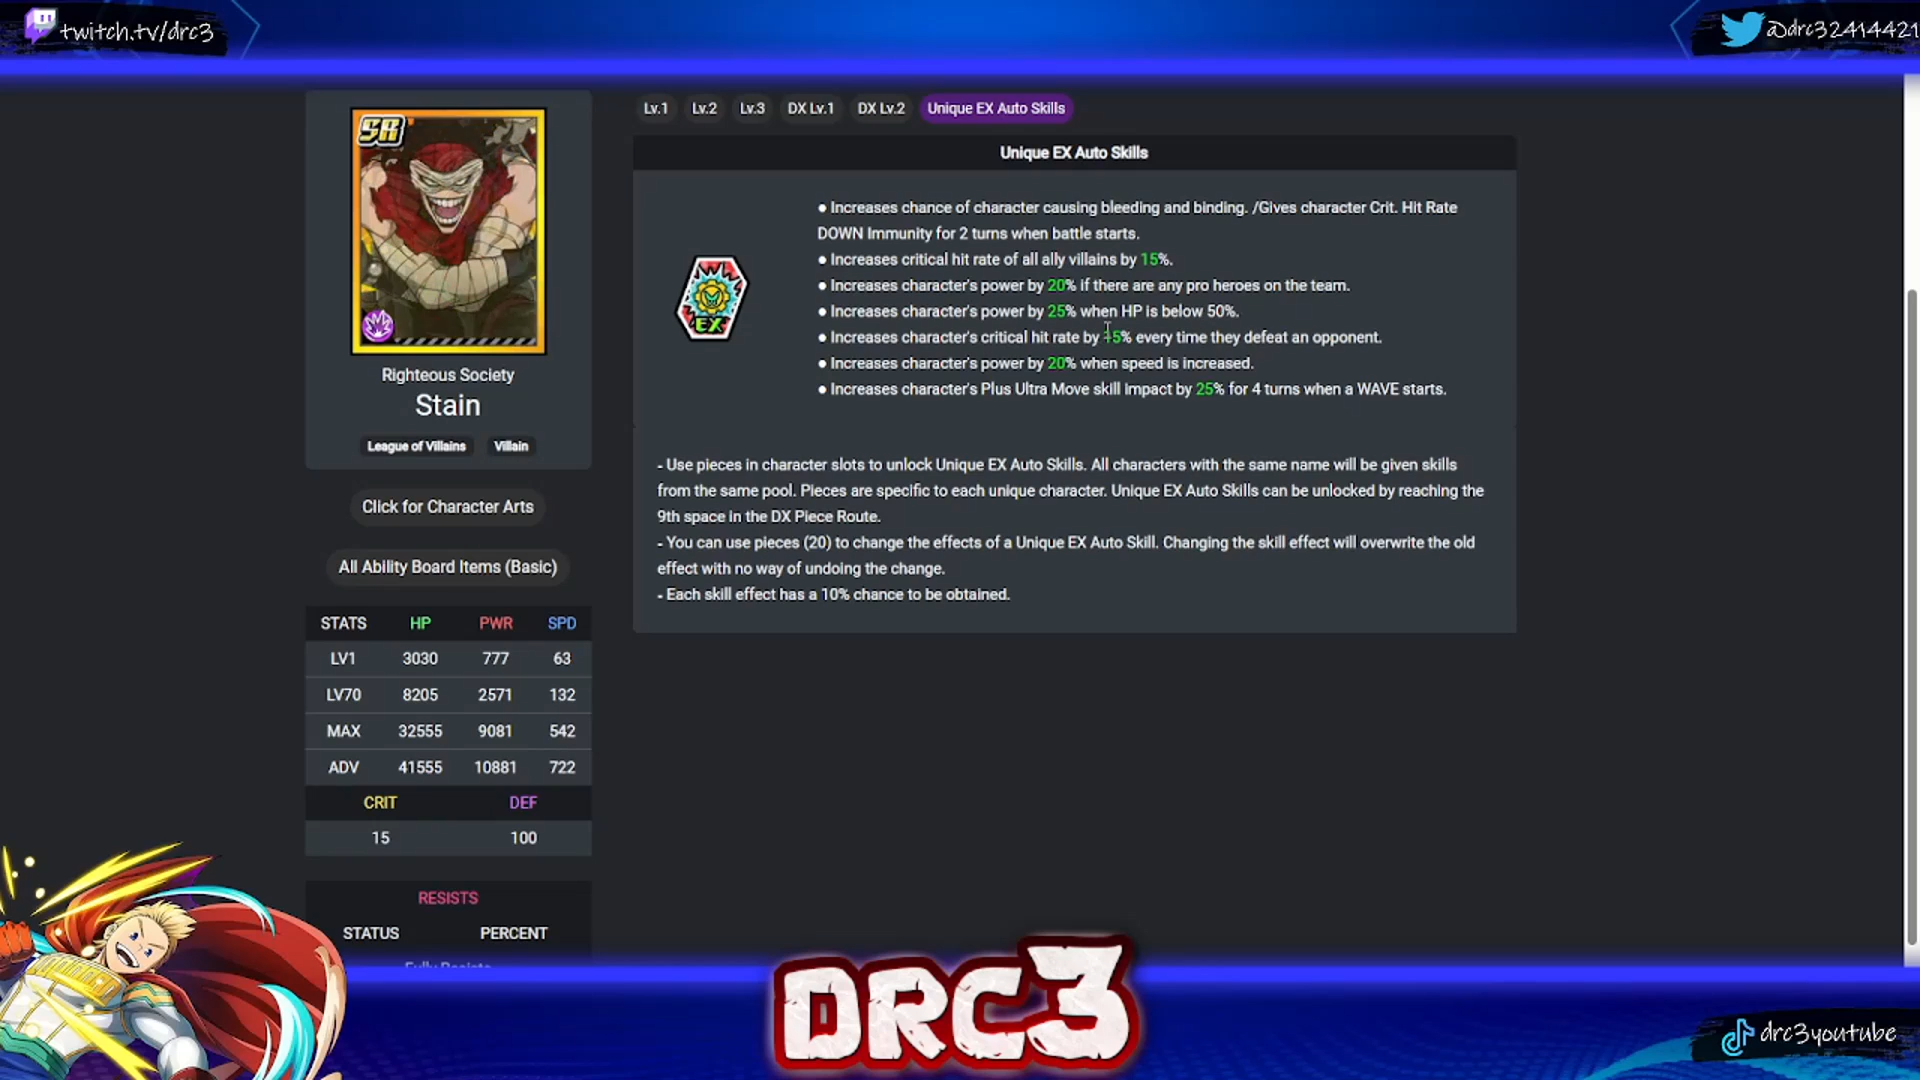 twitch.tv/drc3
@drc32414421
SR
Righteous Society
Stain
League of Villains Villain
Click for Character Arts
All Ability Board Items (Basic)
STATS HP PWR SPD
LV1 3030 777 63
LV70 8205 2571 132
MAX 32555 9081 542
ADV 41555 10881 722
CRIT DEF
15 100
RESISTS
STATUS PERCENT
Fully Resists
Lv.1 Lv.2 Lv.3 DX Lv.1 DX Lv.2 Unique EX Auto Skills
Unique EX Auto Skills
EX
● Increases chance of character causing bleeding and binding. /Gives character Crit. Hit Rate
DOWN Immunity for 2 turns when battle starts.
● Increases critical hit rate of all ally villains by 15%.
● Increases character's power by 20% if there are any pro heroes on the team.
● Increases character's power by 25% when HP is below 50%.
● Increases character's critical hit rate by 15% every time they defeat an opponent.
● Increases character's power by 20% when speed is increased.
● Increases character's Plus Ultra Move skill impact by 25% for 4 turns when a WAVE starts.
- Use pieces in character slots to unlock Unique EX Auto Skills. All characters with the same name will be given skills
from the same pool. Pieces are specific to each unique character. Unique EX Auto Skills can be unlocked by reaching the
9th space in the DX Piece Route.
- You can use pieces (20) to change the effects of a Unique EX Auto Skill. Changing the skill effect will overwrite the old
effect with no way of undoing the change.
- Each skill effect has a 10% chance to be obtained.
DRC3
drc3youtube